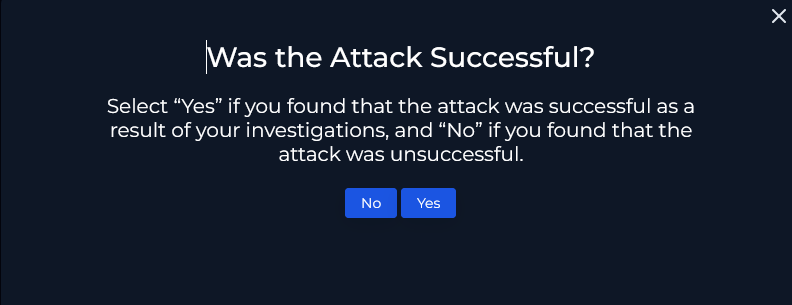 Was the Attack Successful?
Select “Yes” if you found that the attack was successful as a
result of your investigations, and “No” if you found that the
attack was unsuccessful.
No Yes